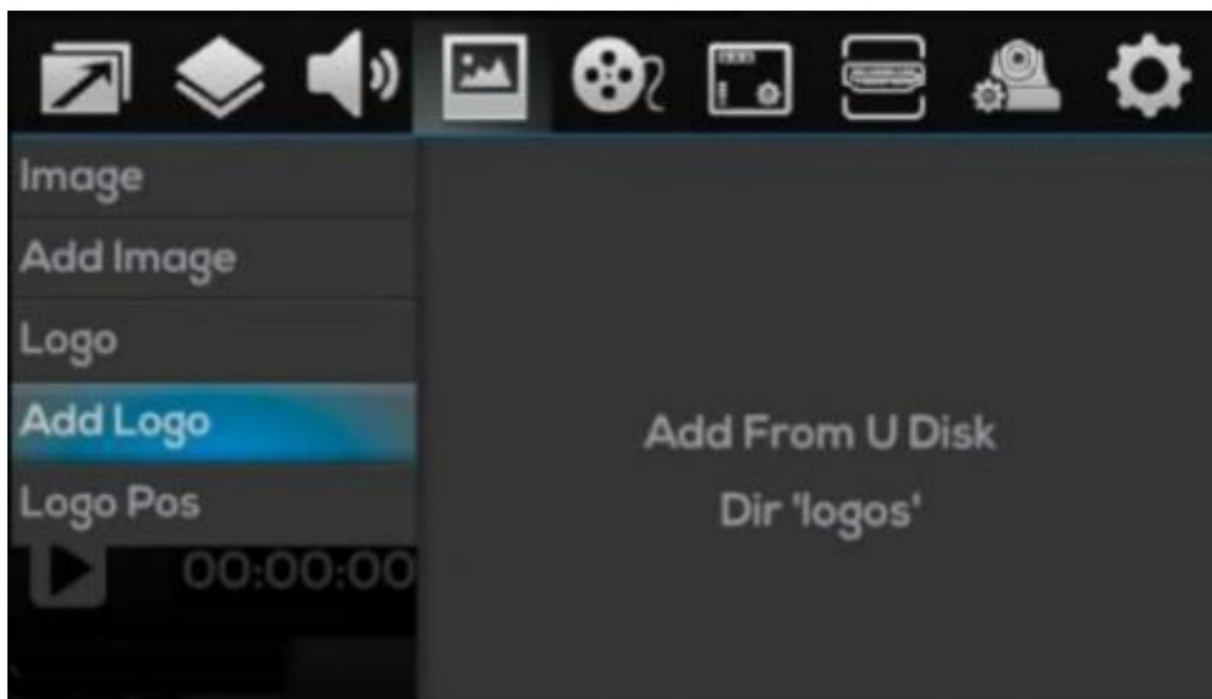 Image
Add Image
Logo
Add Logo
Logo Pos
00:00:00
Add From U Disk
Dir 'logos'